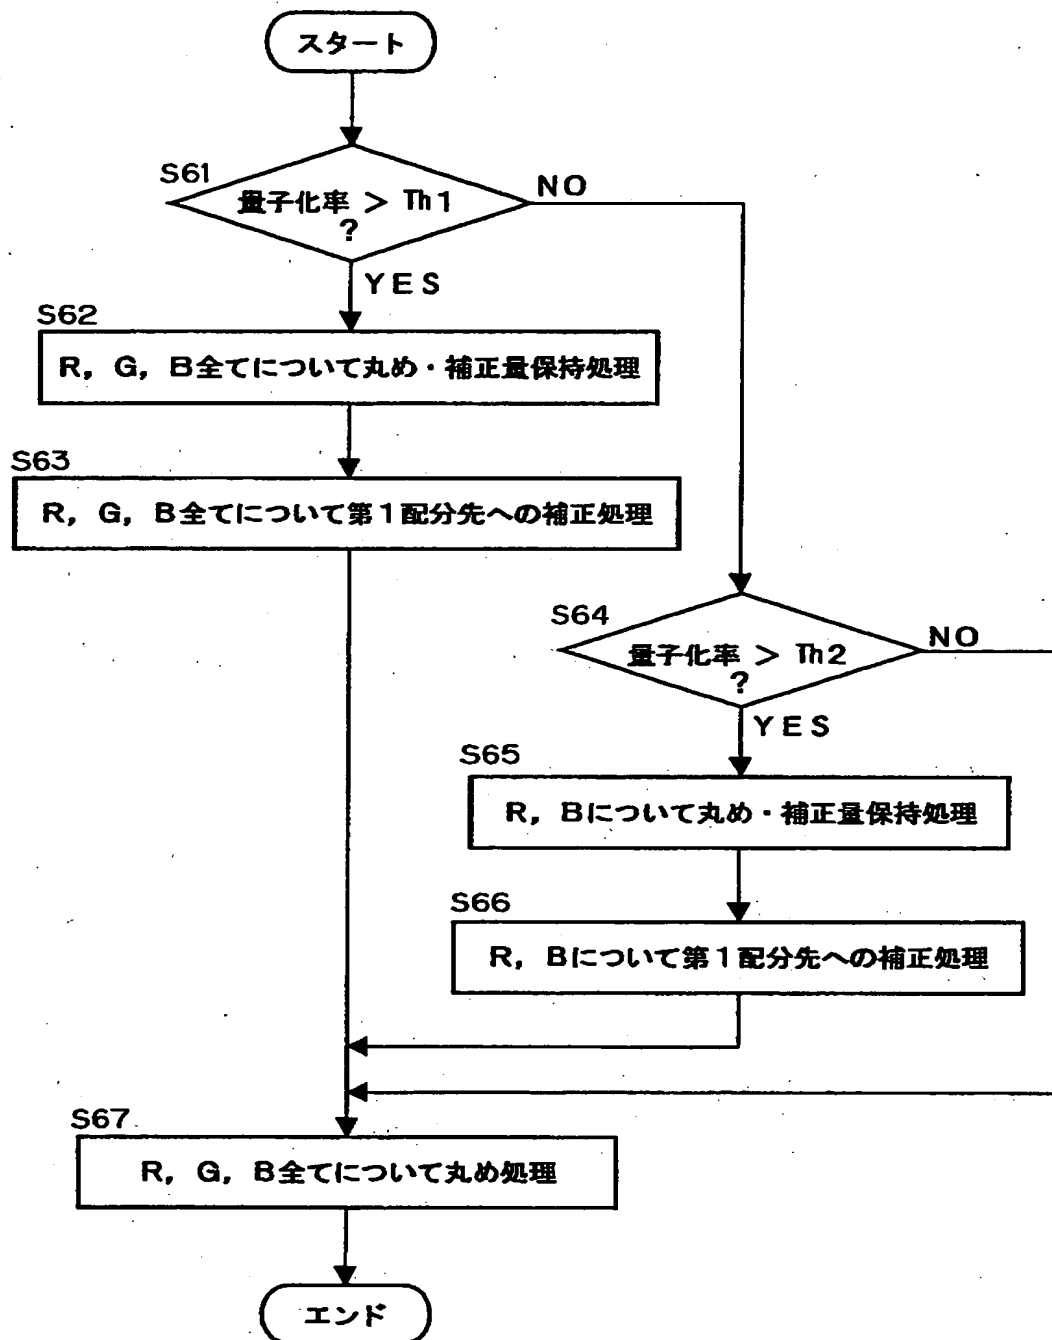 スタート
S61
量子化率 > Th1
?
NO
YES
S62
R, G, B全てについて丸め・補正量保持処理
S63
R, G, B全てについて第1配分先への補正処理
S64
量子化率 > Th2
?
NO
YES
S65
R, Bについて丸め・補正量保持処理
S66
R, Bについて第1配分先への補正処理
S67
R, G, B全てについて丸め処理
エンド